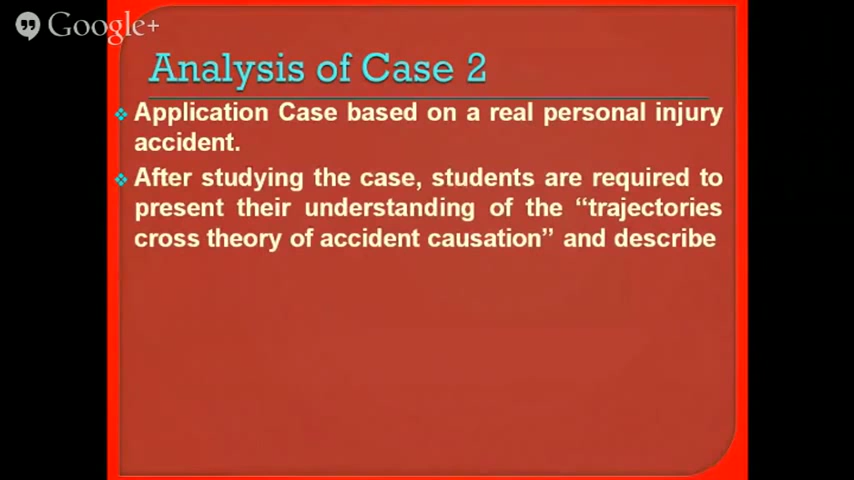 Google+
Analysis of Case 2
Application Case based on a real personal injury
accident.
After studying the case, students are required to
present their understanding of the “trajectories
cross theory of accident causation” and describe